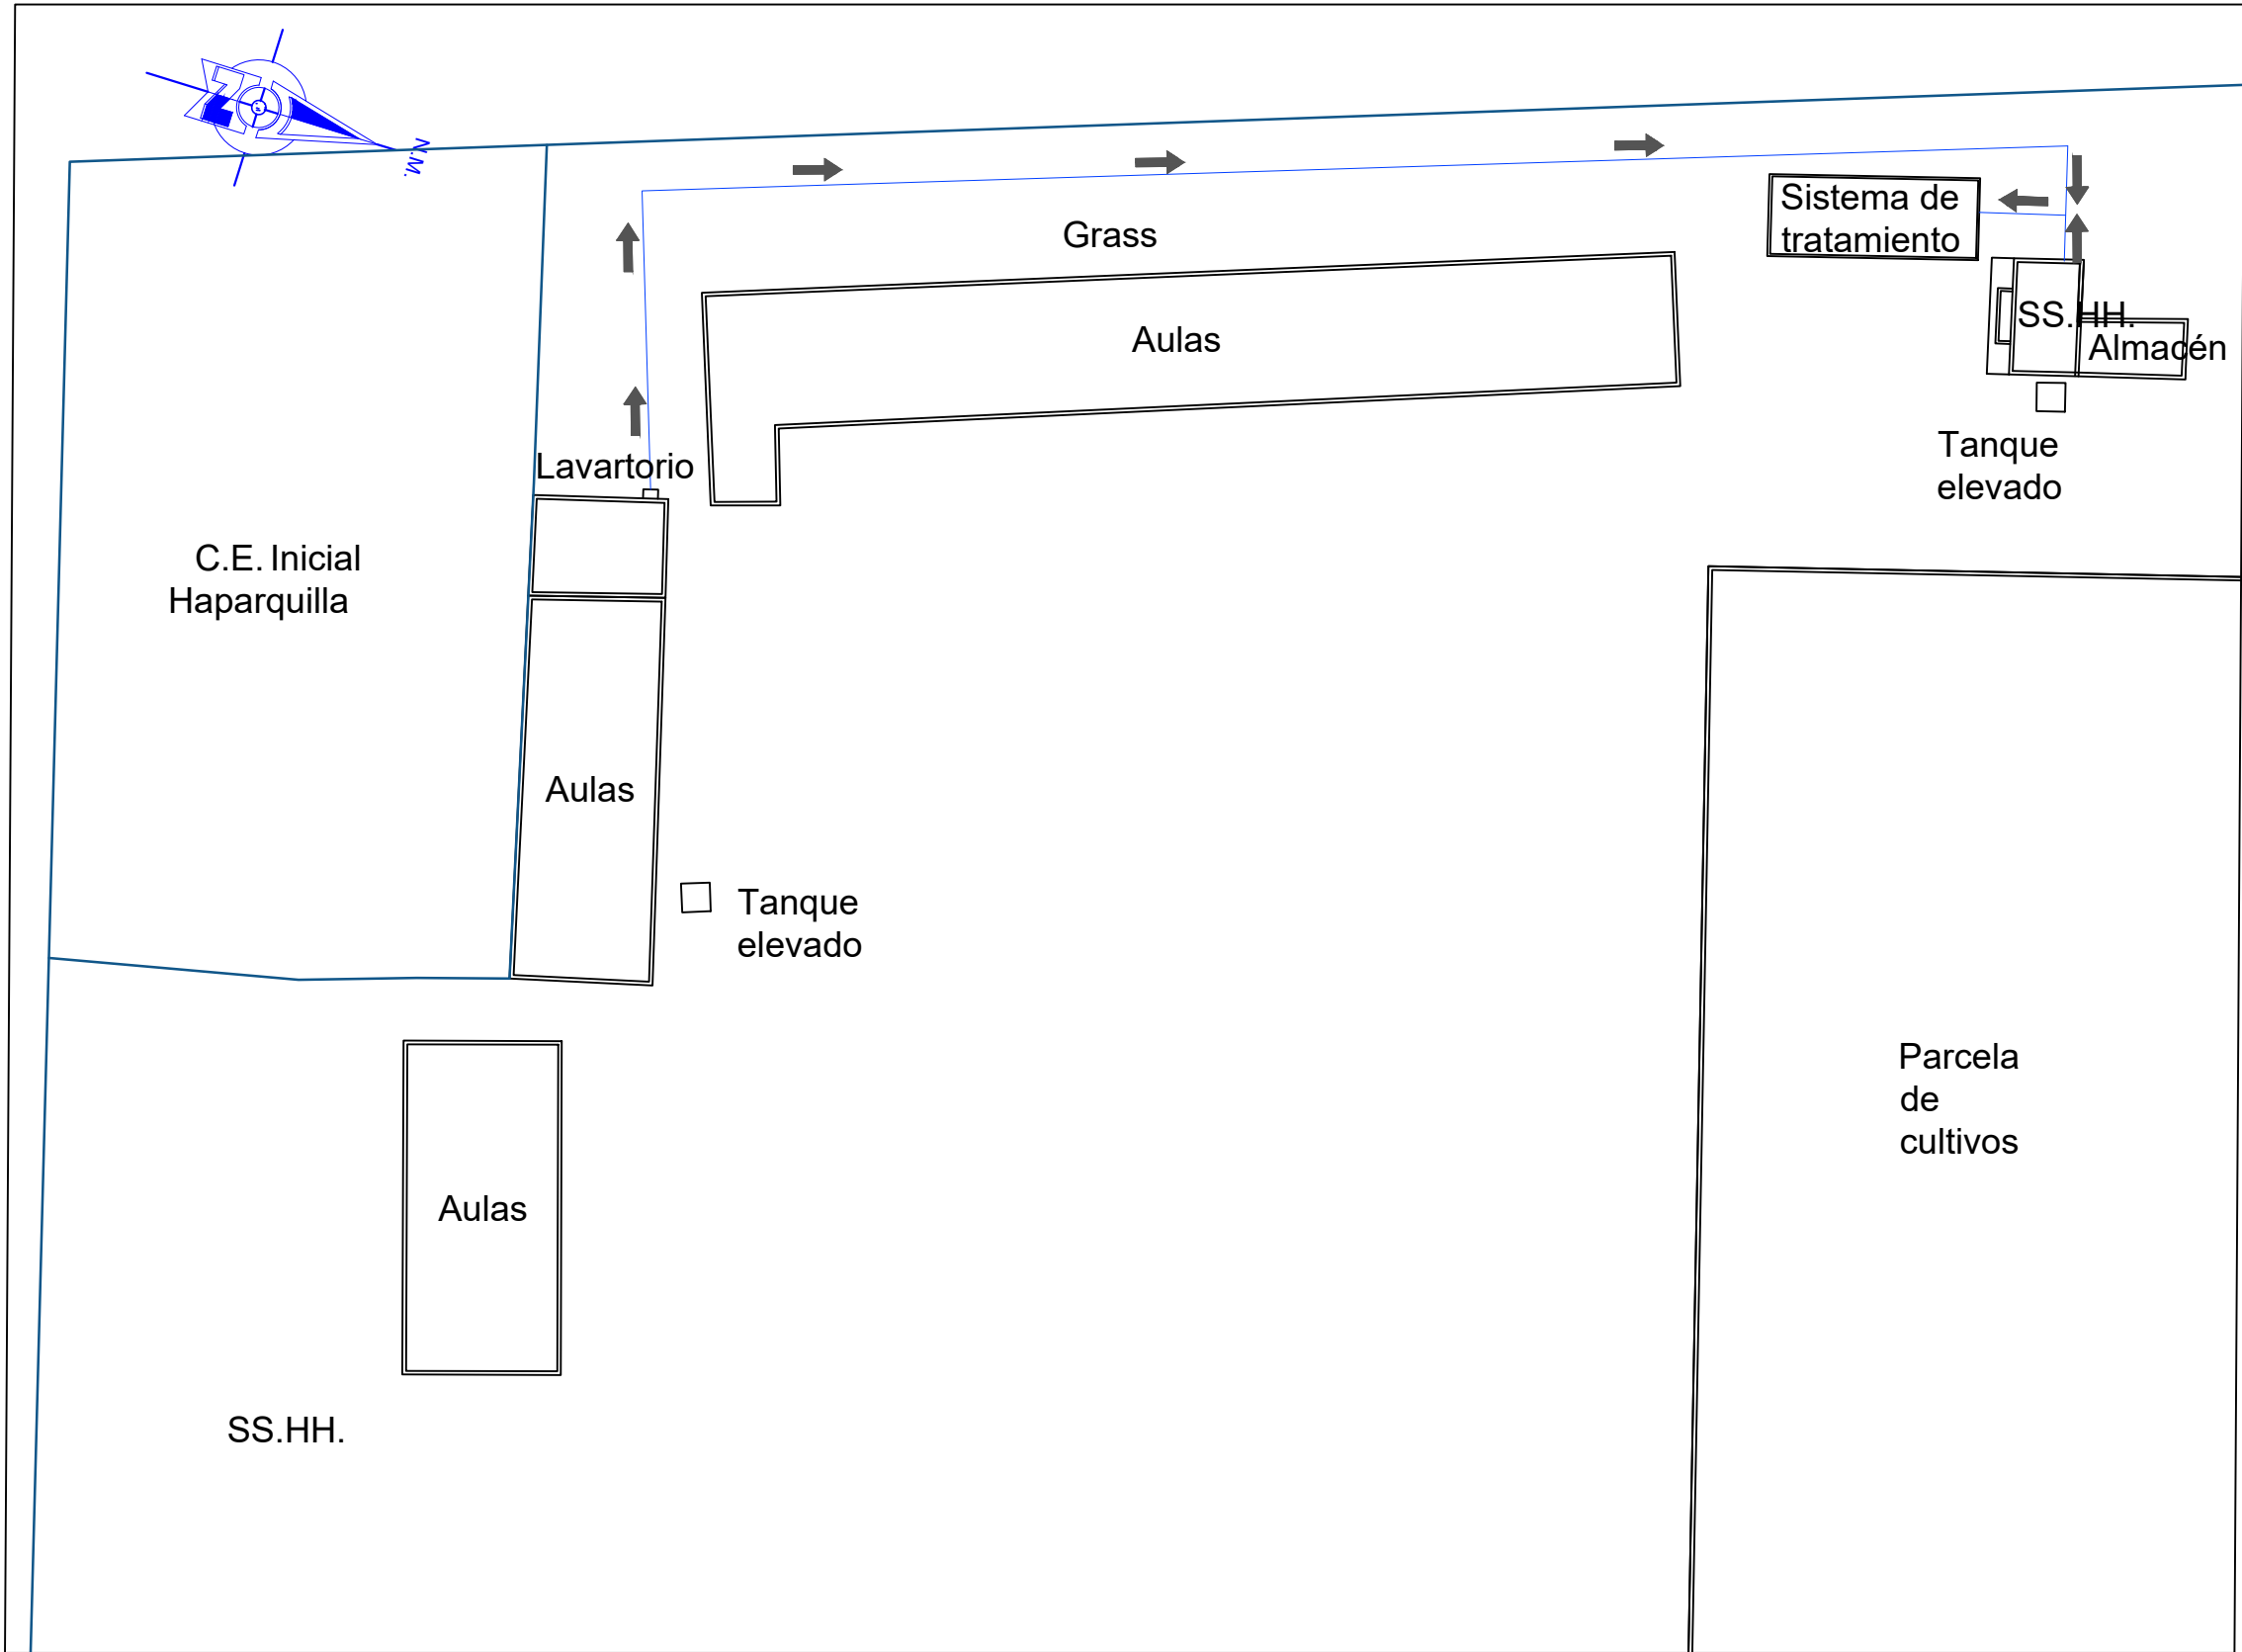 N.M.
Sistema de
tratamiento
Grass
SS.HH.
Aulas
Almacén
Tanque
elevado
Lavartorio
C.E. Inicial
Haparquilla
Aulas
Tanque
elevado
Parcela
de
cultivos
Aulas
SS.HH.